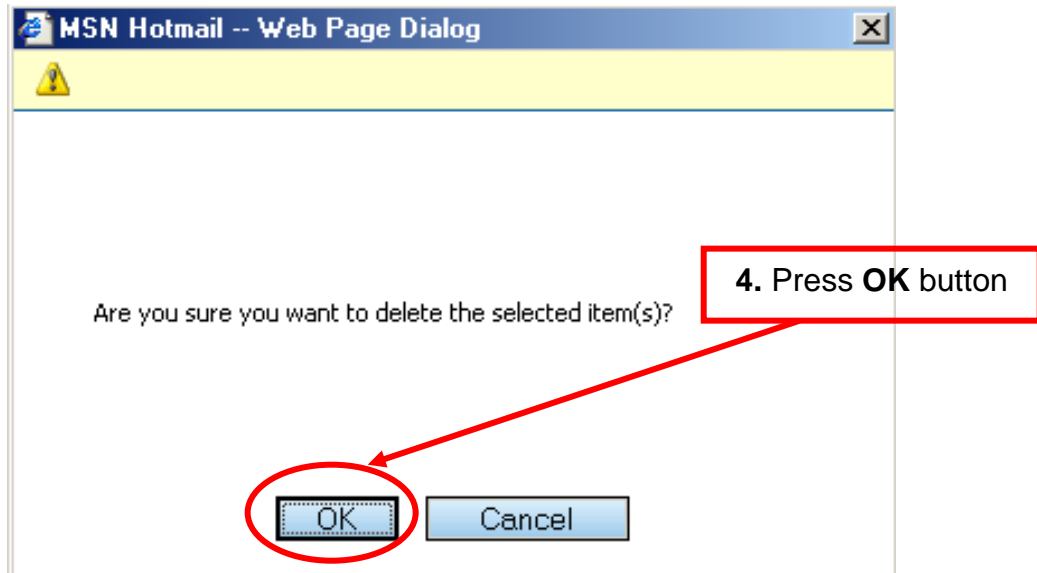 MSN Hotmail -- Web Page Dialog
4. Press OK button
Are you sure you want to delete the selected item(s)?
OK Cancel